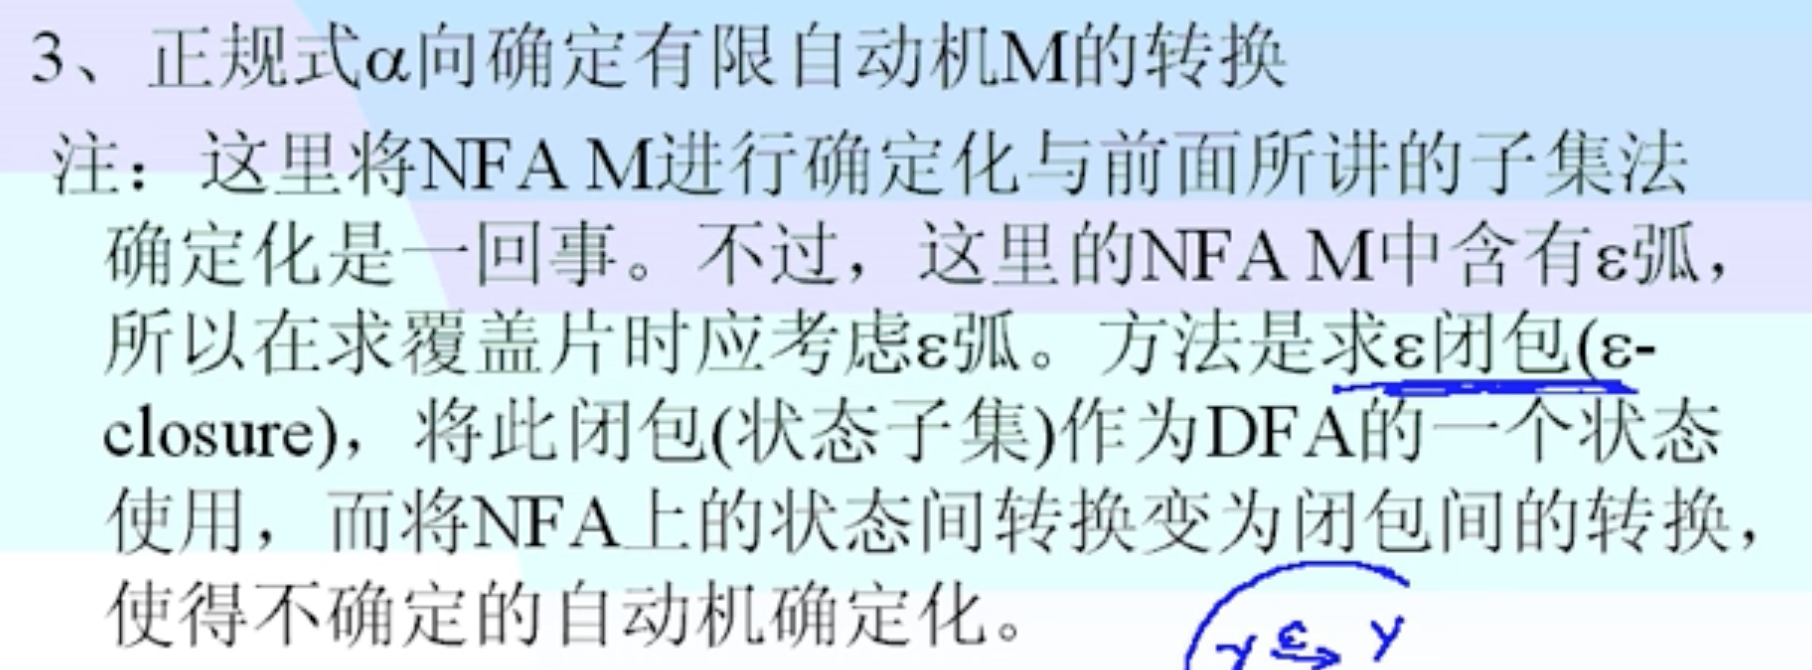 3、正规式α向确定有限自动机M的转换
注：这里将NFA M进行确定化与前面所讲的子集法
确定化是一回事。不过，这里的NFA M中含有ε弧，
所以在求覆盖片时应考虑ε弧。方法是求ε闭包(ε-
closure)，将此闭包(状态子集)作为DFA的一个状态
使用，而将NFA上的状态间转换变为闭包间的转换，
使得不确定的自动机确定化。
ε
Y